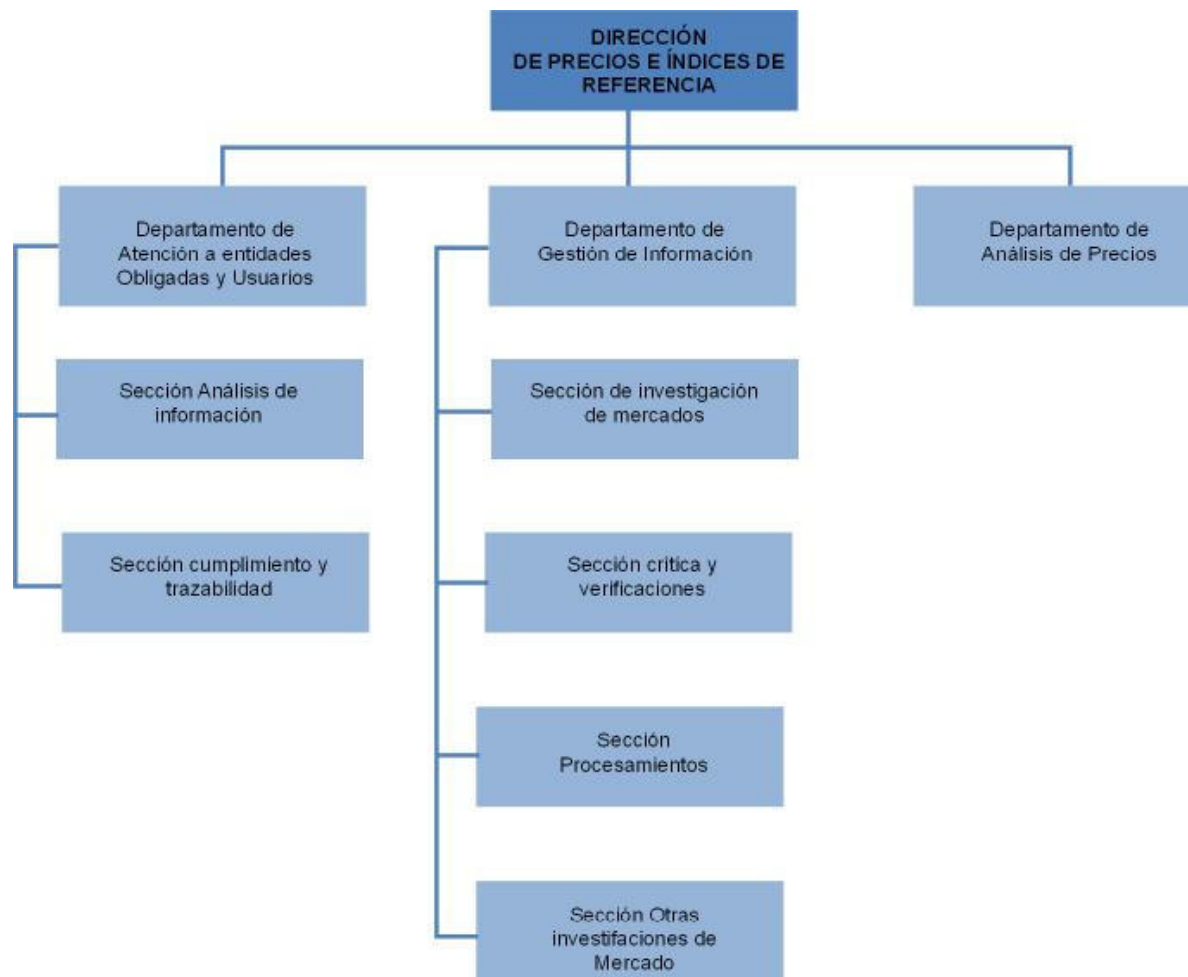 DIRECCIÓN
DE PRECIOS E ÍNDICES DE
REFERENCIA
Departamento de
Atención a entidades
Obligadas y Usuarios
Departamento de
Gestión de Información
Departamento de
Análisis de Precios
Sección Análisis de
información
Sección de investigación
de mercados
Sección cumplimiento y
trazabilidad
Sección critica y
verificaciones
Sección
Procesamientos
Sección Otras
investifaciones de
Mercado